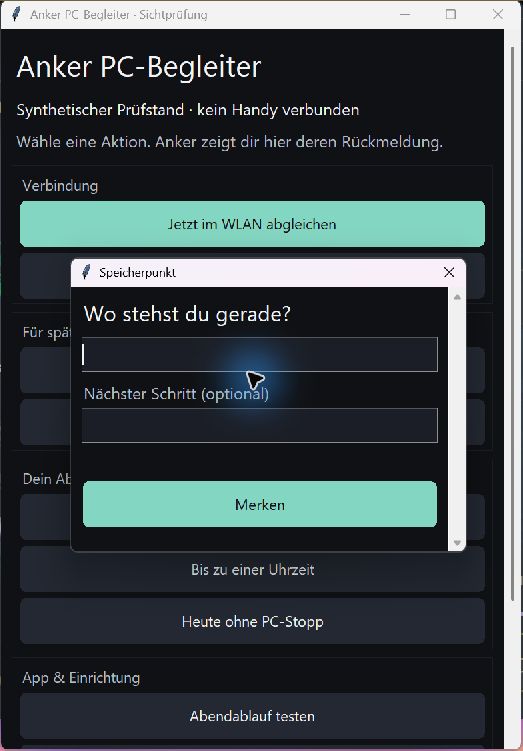 Anker PC-Begleiter · Sichtprüfung
Anker PC-Begleiter
Synthetischer Prüfstand · kein Handy verbunden
Wähle eine Aktion. Anker zeigt dir hier deren Rückmeldung.
Verbindung
Jetzt im WLAN abgleichen
Speicherpunkt
Wo stehst du gerade?
Für
Nächster Schritt (optional)
Dein
Merken
Bis zu einer Uhrzeit
Heute ohne PC-Stopp
App & Einrichtung
Abendablauf testen